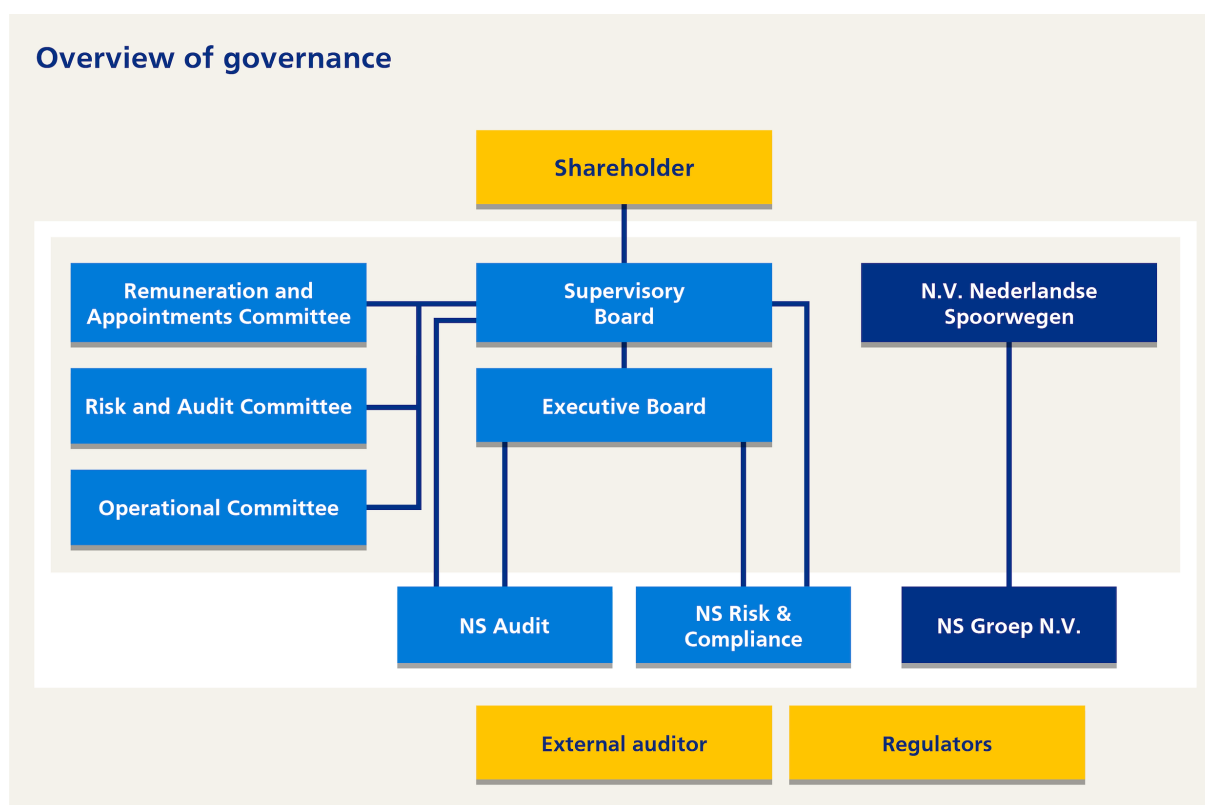 Overview of governance
Shareholder
Remuneration and
Appointments Committee
Supervisory
Board
N.V. Nederlandse
Spoorwegen
Risk and Audit Committee
Executive Board
Operational Committee
NS Audit
NS Risk &
Compliance
NS Groep N.V.
External auditor
Regulators